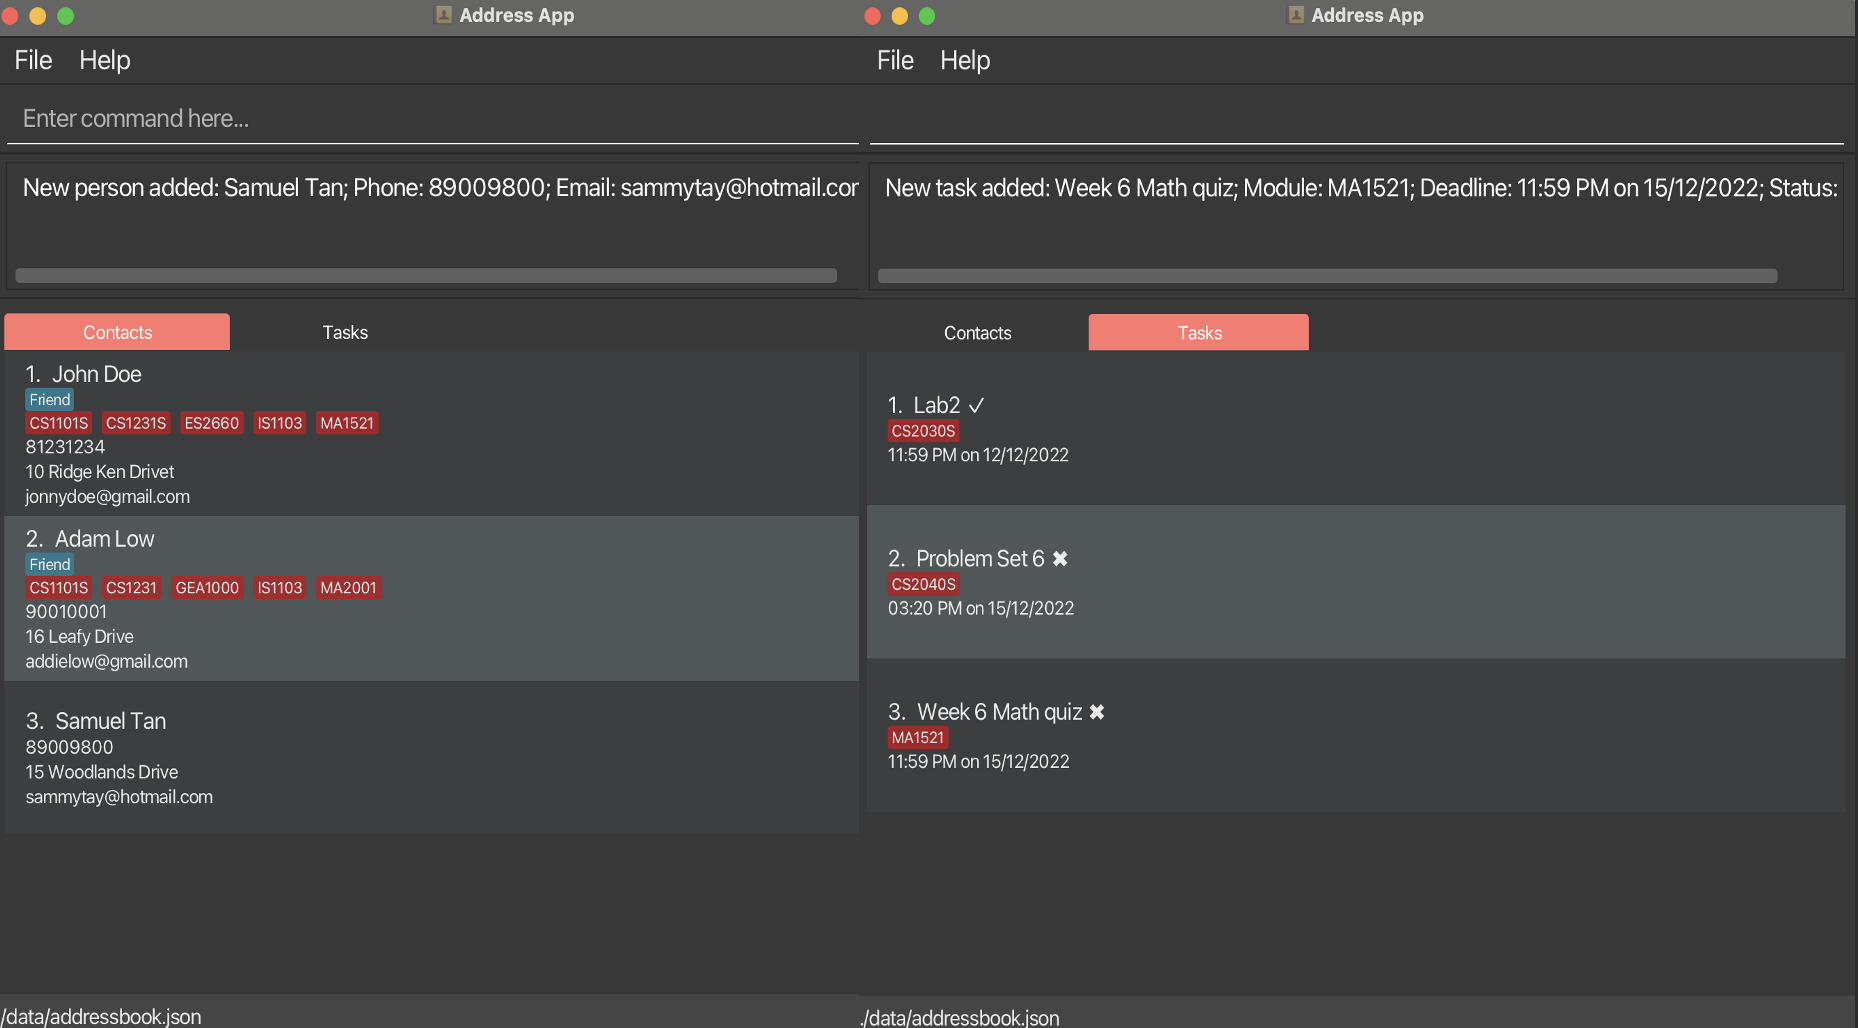 Address App
File Help
Enter command here...
New person added: Samuel Tan; Phone: 89009800; Email: sammytay@hotmail.cor
Contacts Tasks
1. John Doe
Friend
CS1101S CS1231S ES2660 IS1103 MA1521
81231234
10 Ridge Ken Drivet
jonnydoe@gmail.com
2. Adam Low
Friend
CS1101S CS1231 GEA1000 IS1103 MA2001
90010001
16 Leafy Drive
addielow@gmail.com
3. Samuel Tan
89009800
15 Woodlands Drive
sammytay@hotmail.com
/data/addressbook.json
Address App
File Help
New task added: Week 6 Math quiz; Module: MA1521; Deadline: 11:59 PM on 15/12/2022; Status:
Contacts Tasks
1. Lab2 ✓
CS2030S
11:59 PM on 12/12/2022
2. Problem Set 6 ✖
CS2040S
03:20 PM on 15/12/2022
3. Week 6 Math quiz ✖
MA1521
11:59 PM on 15/12/2022
./data/addressbook.json